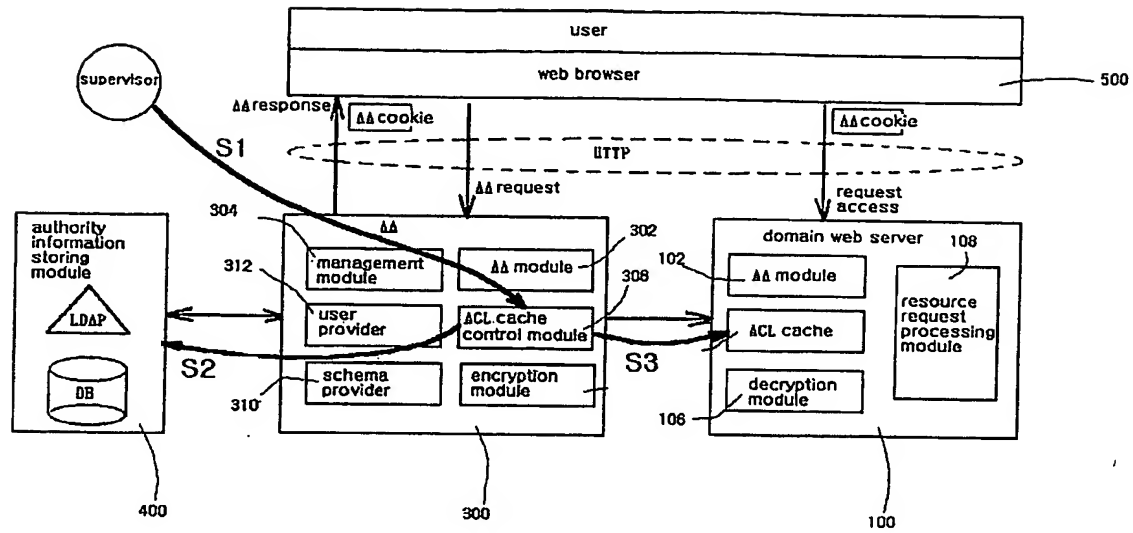 user
web browser
500
supervisor
AA response
AA cookie
AA cookie
S1
HTTP
AA request
request
access
304
authority
information
storing
module
LDAP
DB
312
AA
management
module
AA module
302
user
provider
ACL cache
control module
308
schema
provider
encryption
module
310
S2
S3
domain web server
102
AA module
ACL cache
decryption
module
106
108
resource
request
processing
module
400
300
100